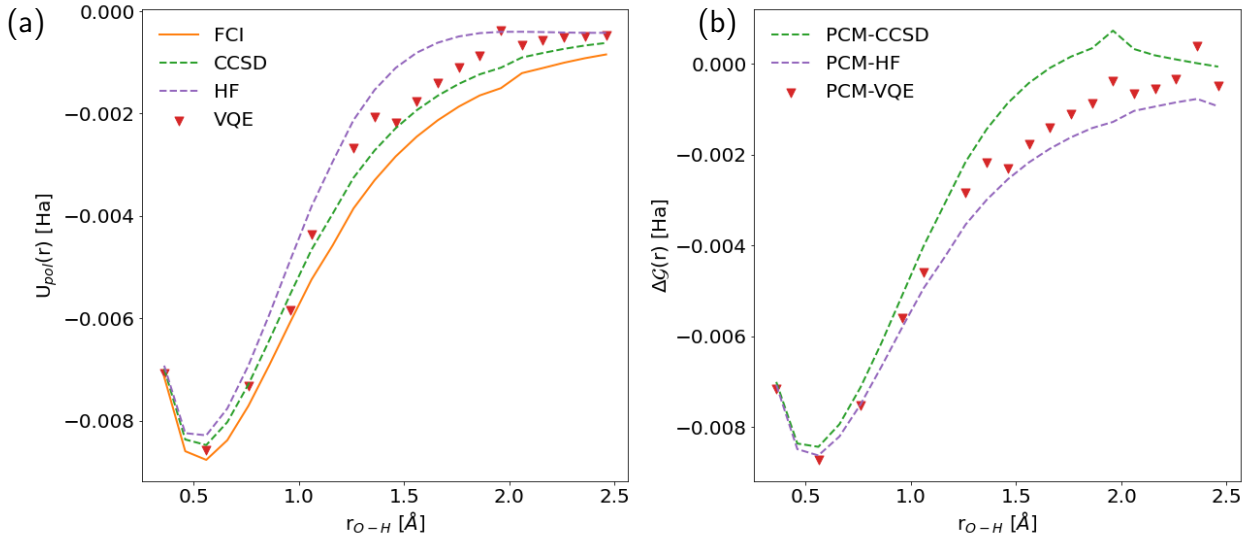 (a)
0.000
−0.002
−0.004
−0.006
−0.008
U_pol(r) [Ha]
FCI
CCSD
HF
VQE
0.5
1.0
1.5
2.0
2.5
r_O−H [Å]
(b)
0.000
−0.002
−0.004
−0.006
−0.008
Δ𝒢(r) [Ha]
PCM-CCSD
PCM-HF
PCM-VQE
0.5
1.0
1.5
2.0
2.5
r_O−H [Å]